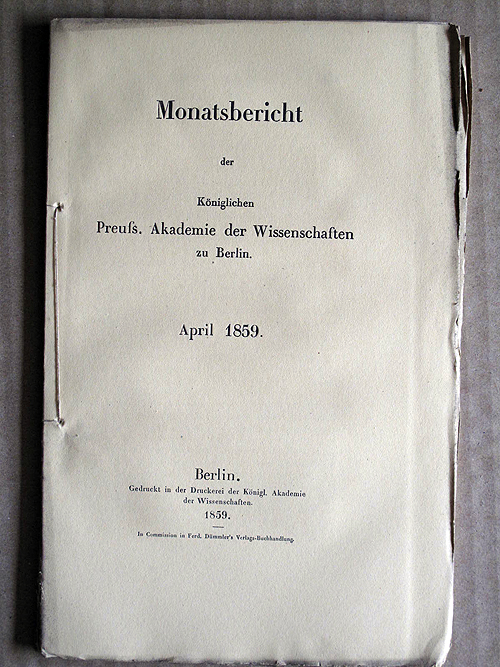 Monatsbericht
der
Königlichen
Preuſs. Akademie der Wissenschaften
zu Berlin.
April 1859.
Berlin.
Gedruckt in der Druckerei der Königl. Akademie
der Wissenschaften.
1859.
In Commission in Ferd. Dümmler's Verlags-Buchhandlung.